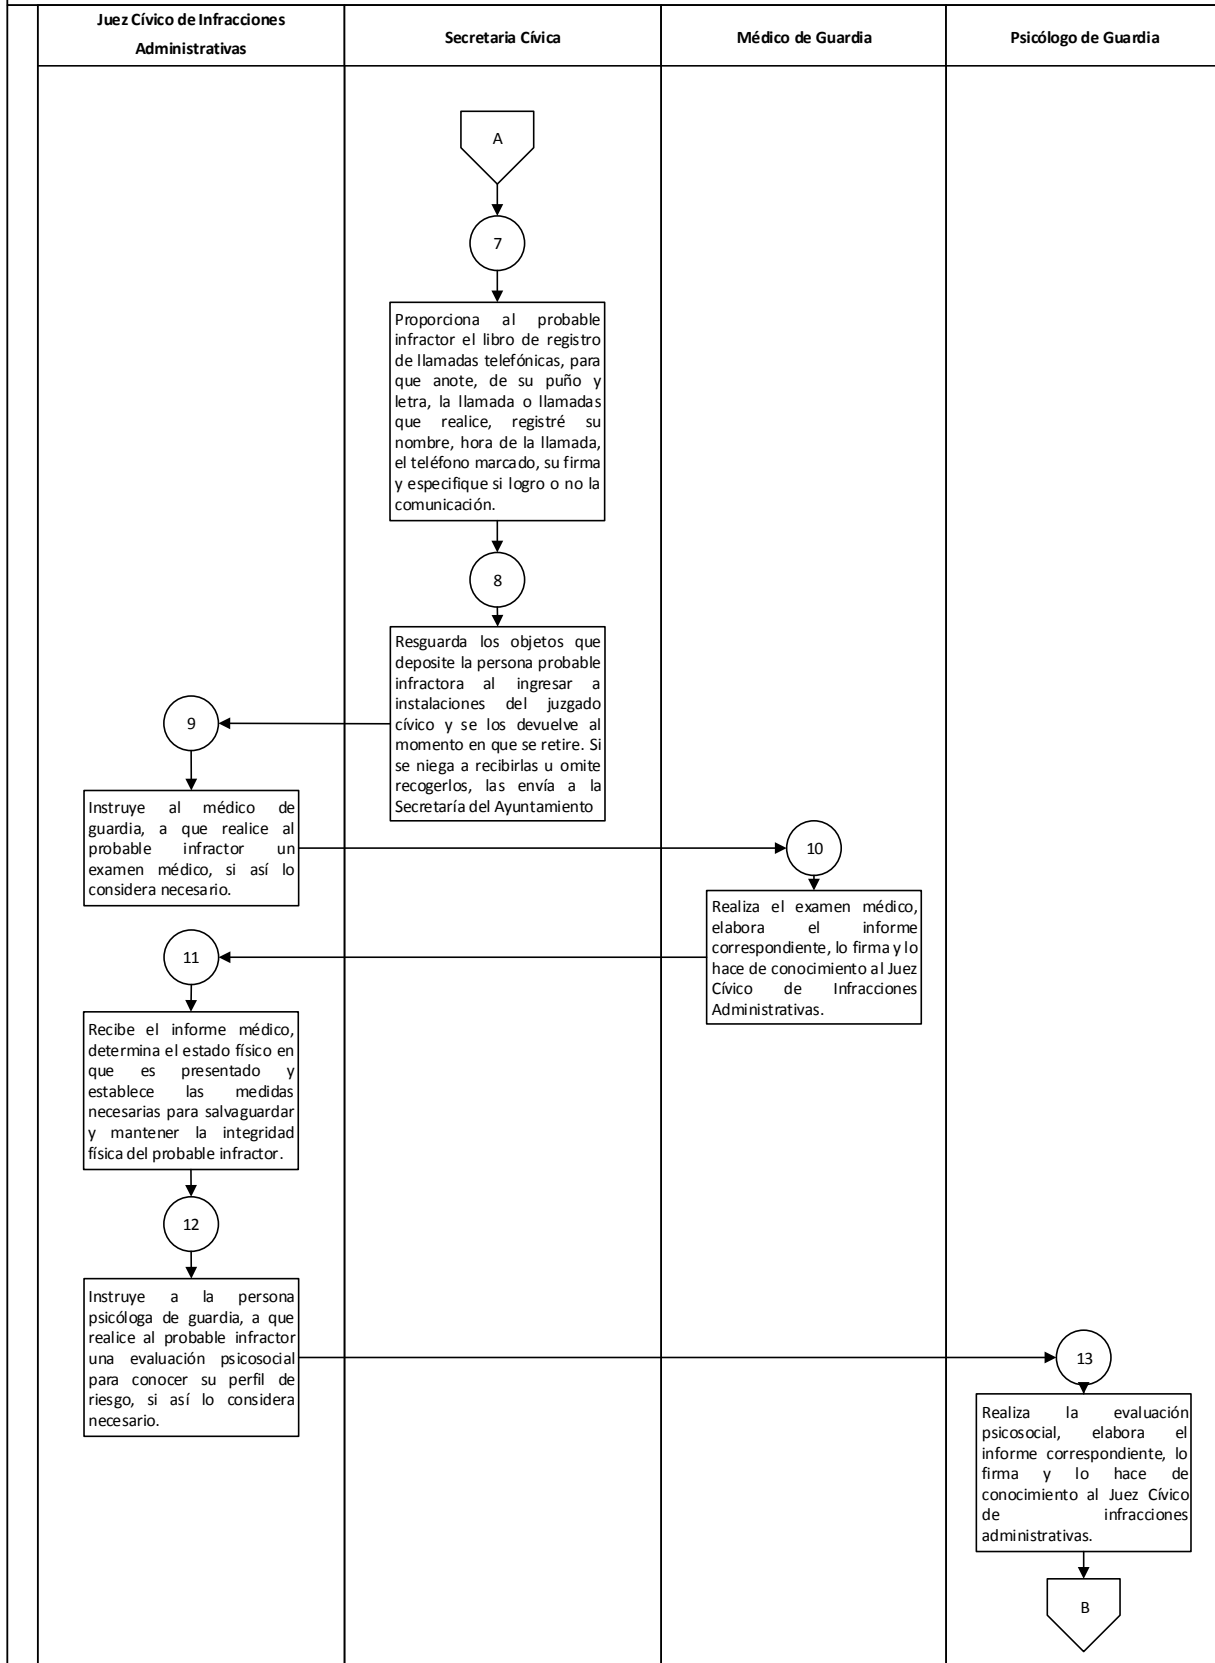 Juez Cívico de Infracciones
Administrativas
Secretaria Cívica
Médico de Guardia
Psicólogo de Guardia
A
7
Proporciona al probable
infractor el libro de registro
de llamadas telefónicas, para
que anote, de su puño y
letra, la llamada o llamadas
que realice, registré su
nombre, hora de la llamada,
el teléfono marcado, su firma
y especifique si logro o no la
comunicación.
8
Resguarda los objetos que
deposite la persona probable
infractora al ingresar a
instalaciones del juzgado
cívico y se los devuelve al
momento en que se retire. Si
se niega a recibirlas u omite
recogerlos, las envía a la
Secretaría del Ayuntamiento
9
Instruye al médico de
guardia, a que realice al
probable infractor un
examen médico, si así lo
considera necesario.
10
Realiza el examen médico,
elabora el informe
correspondiente, lo firma y lo
hace de conocimiento al Juez
Cívico de Infracciones
Administrativas.
11
Recibe el informe médico,
determina el estado físico en
que es presentado y
establece las medidas
necesarias para salvaguardar
y mantener la integridad
física del probable infractor.
12
Instruye a la persona
psicóloga de guardia, a que
realice al probable infractor
una evaluación psicosocial
para conocer su perfil de
riesgo, si así lo considera
necesario.
13
Realiza la evaluación
psicosocial, elabora el
informe correspondiente, lo
firma y lo hace de
conocimiento al Juez Cívico
de infracciones
administrativas.
B